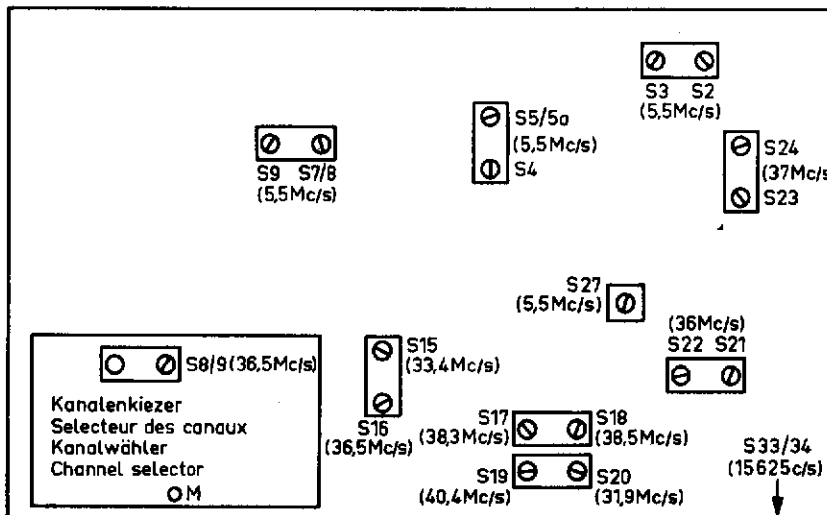 S3 S2
(5,5Mc/s)
S5/5a
(5,5Mc/s)
S4
S9 S7/8
(5,5Mc/s)
S24
(37Mc/s
S23
S27
(5,5Mc/s)
(36Mc/s)
S22 S21
S8/9(36,5Mc/s)
Kanalenkiezer
Selecteur des canaux
Kanalwähler
Channel selector
M
S15
(33,4Mc/s)
S16
(36,5Mc/s)
S17
(38,3Mc/s)
S18
(38,5Mc/s)
S19
(40,4Mc/s)
S20
(31,9Mc/s)
S33/34
(15625c/s)